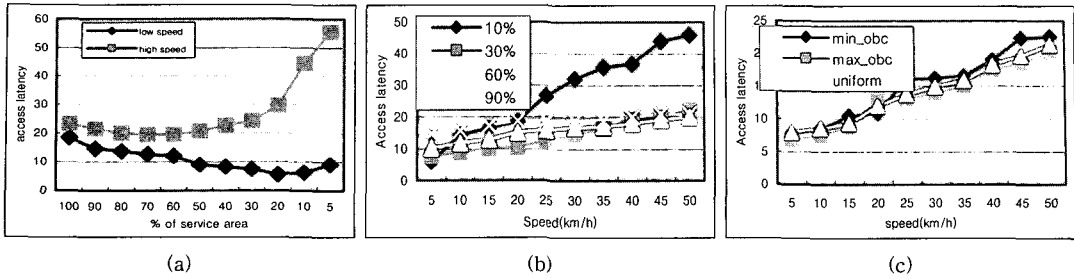 60
50
40
30
20
10
0
access latency
low speed
high speed
100 90 80 70 60 50 40 30 20 10 5
% of service area
(a)
50
40
30
20
10
0
Access latency
10%
30%
60%
90%
5 10 15 20 25 30 35 40 45 50
Speed(km/h)
(b)
25
20
15
10
5
0
Access latency
min_obc
max_obc
uniform
5 10 15 20 25 30 35 40 45 50
speed(km/h)
(c)